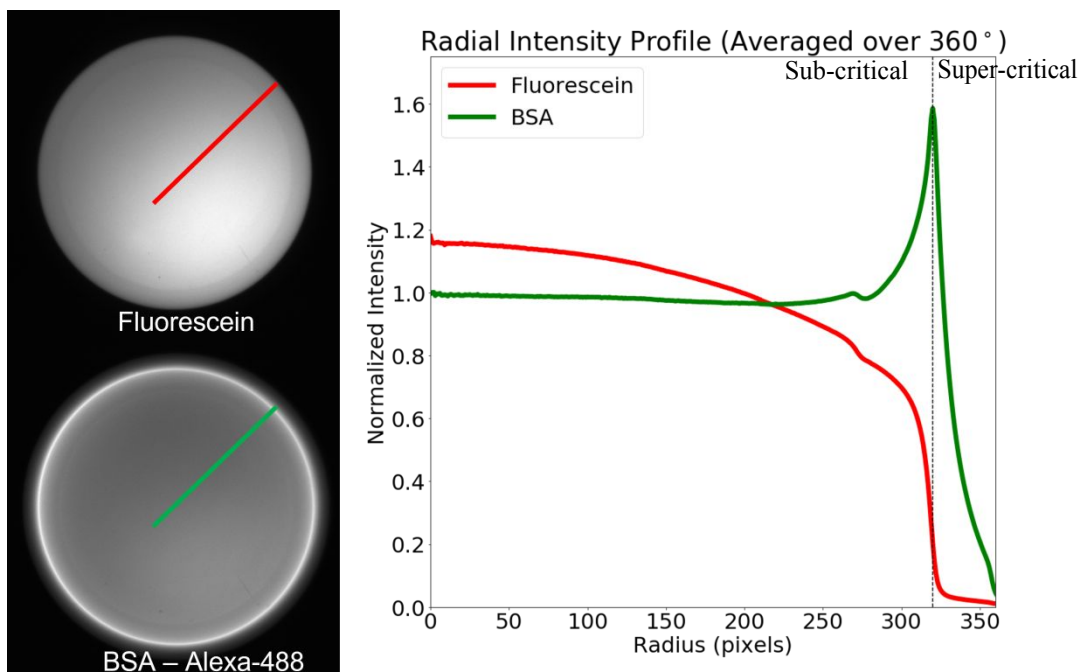 Fluorescein
BSA – Alexa-488
Radial Intensity Profile (Averaged over 360°)
Sub-critical
Super-critical
Fluorescein
BSA
Normalized Intensity
1.6
1.4
1.2
1.0
0.8
0.6
0.4
0.2
0.0
0 50 100 150 200 250 300 350
Radius (pixels)